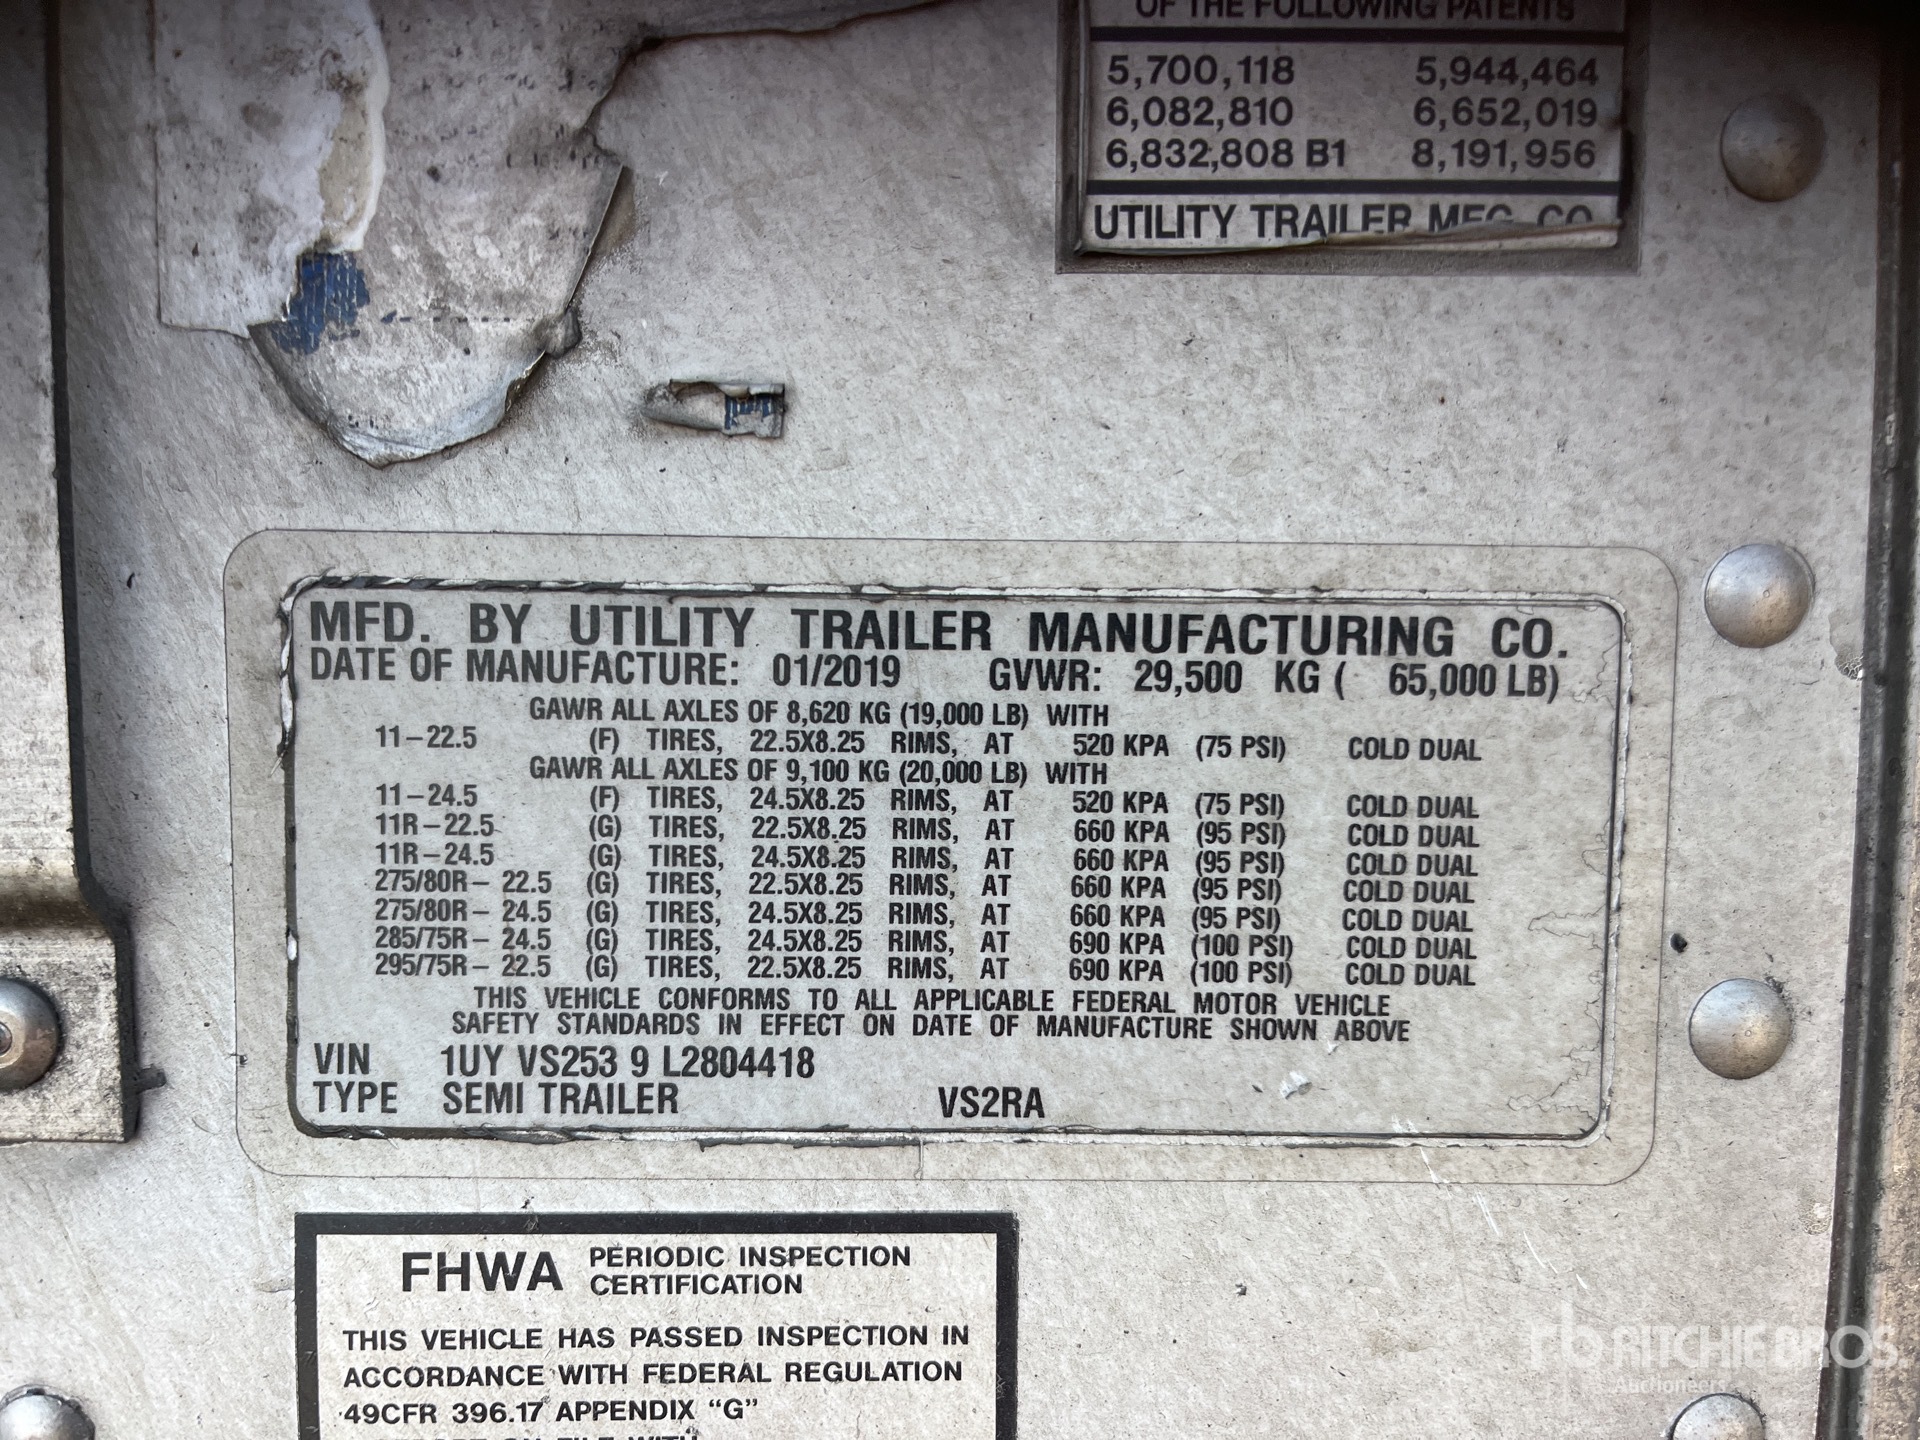 OF THE FOLLOWING PATENTS
5,700,118 5,944,464
6,082,810 6,652,019
6,832,808 B1 8,191,956
UTILITY TRAILER MFG. CO.
MFD. BY UTILITY TRAILER MANUFACTURING CO.
DATE OF MANUFACTURE: 01/2019 GVWR: 29,500 KG ( 65,000 LB)
GAWR ALL AXLES OF 8,620 KG (19,000 LB) WITH
11-22.5 (F) TIRES, 22.5X8.25 RIMS, AT 520 KPA (75 PSI) COLD DUAL
GAWR ALL AXLES OF 9,100 KG (20,000 LB) WITH
11-24.5 (F) TIRES, 24.5X8.25 RIMS, AT 520 KPA (75 PSI) COLD DUAL
11R-22.5 (G) TIRES, 22.5X8.25 RIMS, AT 660 KPA (95 PSI) COLD DUAL
11R-24.5 (G) TIRES, 24.5X8.25 RIMS, AT 660 KPA (95 PSI) COLD DUAL
275/80R- 22.5 (G) TIRES, 22.5X8.25 RIMS, AT 660 KPA (95 PSI) COLD DUAL
275/80R- 24.5 (G) TIRES, 24.5X8.25 RIMS, AT 660 KPA (95 PSI) COLD DUAL
285/75R- 24.5 (G) TIRES, 24.5X8.25 RIMS, AT 690 KPA (100 PSI) COLD DUAL
295/75R- 22.5 (G) TIRES, 22.5X8.25 RIMS, AT 690 KPA (100 PSI) COLD DUAL
THIS VEHICLE CONFORMS TO ALL APPLICABLE FEDERAL MOTOR VEHICLE
SAFETY STANDARDS IN EFFECT ON DATE OF MANUFACTURE SHOWN ABOVE
VIN 1UY VS253 9 L2804418
TYPE SEMI TRAILER VS2RA
FHWA PERIODIC INSPECTION
CERTIFICATION
THIS VEHICLE HAS PASSED INSPECTION IN
ACCORDANCE WITH FEDERAL REGULATION
49CFR 396.17 APPENDIX "G"
rb RITCHIE BROS.
Auctioneers